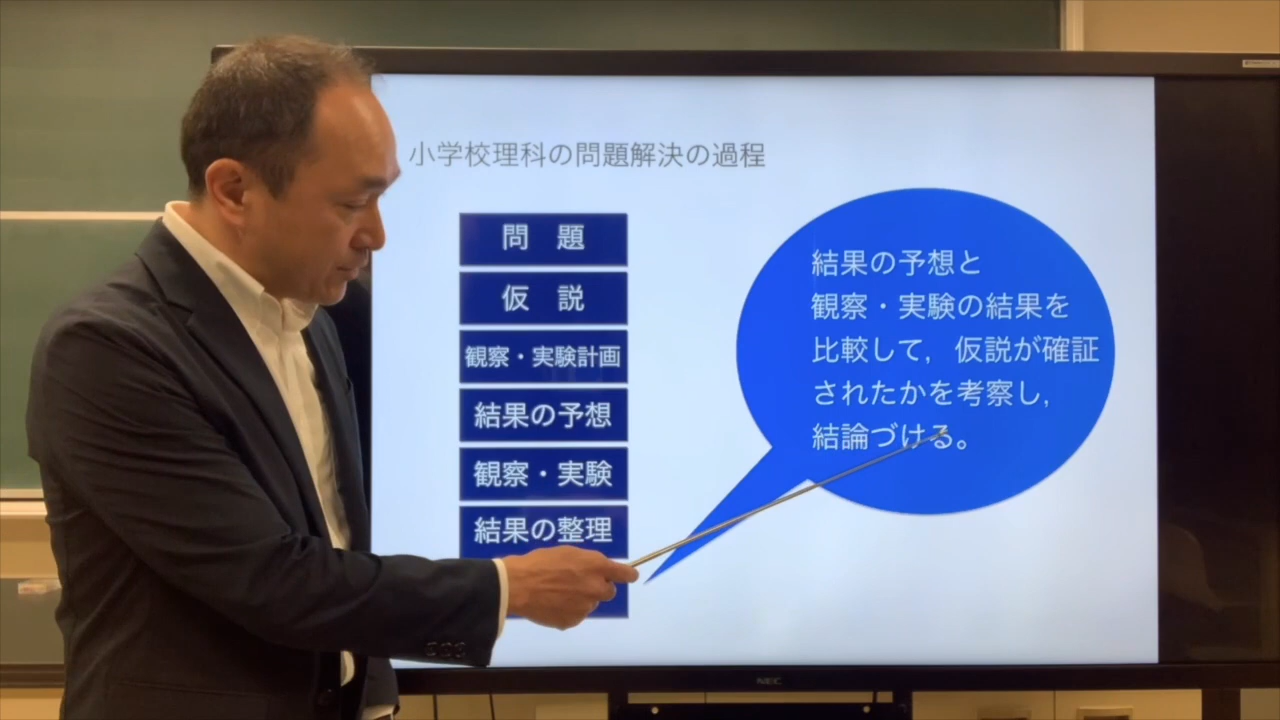 小学校理科の問題解決の過程
問　題
仮　説
観察・実験計画
結果の予想
観察・実験
結果の整理
結果の予想と
観察・実験の結果を
比較して，仮説が確証
されたかを考察し，
結論づける。
NEC